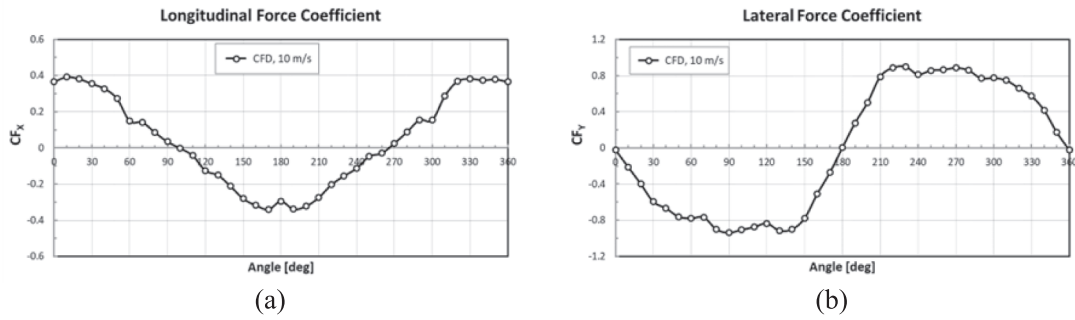 Longitudinal Force Coefficient
0.6
0.4
0.2
0
-0.2
-0.4
-0.6
CFX
CFD, 10 m/s
0 30 60 90 120 150 180 210 240 270 300 330 360
Angle [deg]
(a)
Lateral Force Coefficient
1.2
0.8
0.4
0
-0.4
-0.8
-1.2
CFY
CFD, 10 m/s
0 30 60 90 120 150 180 210 240 270 300 330 360
Angle [deg]
(b)